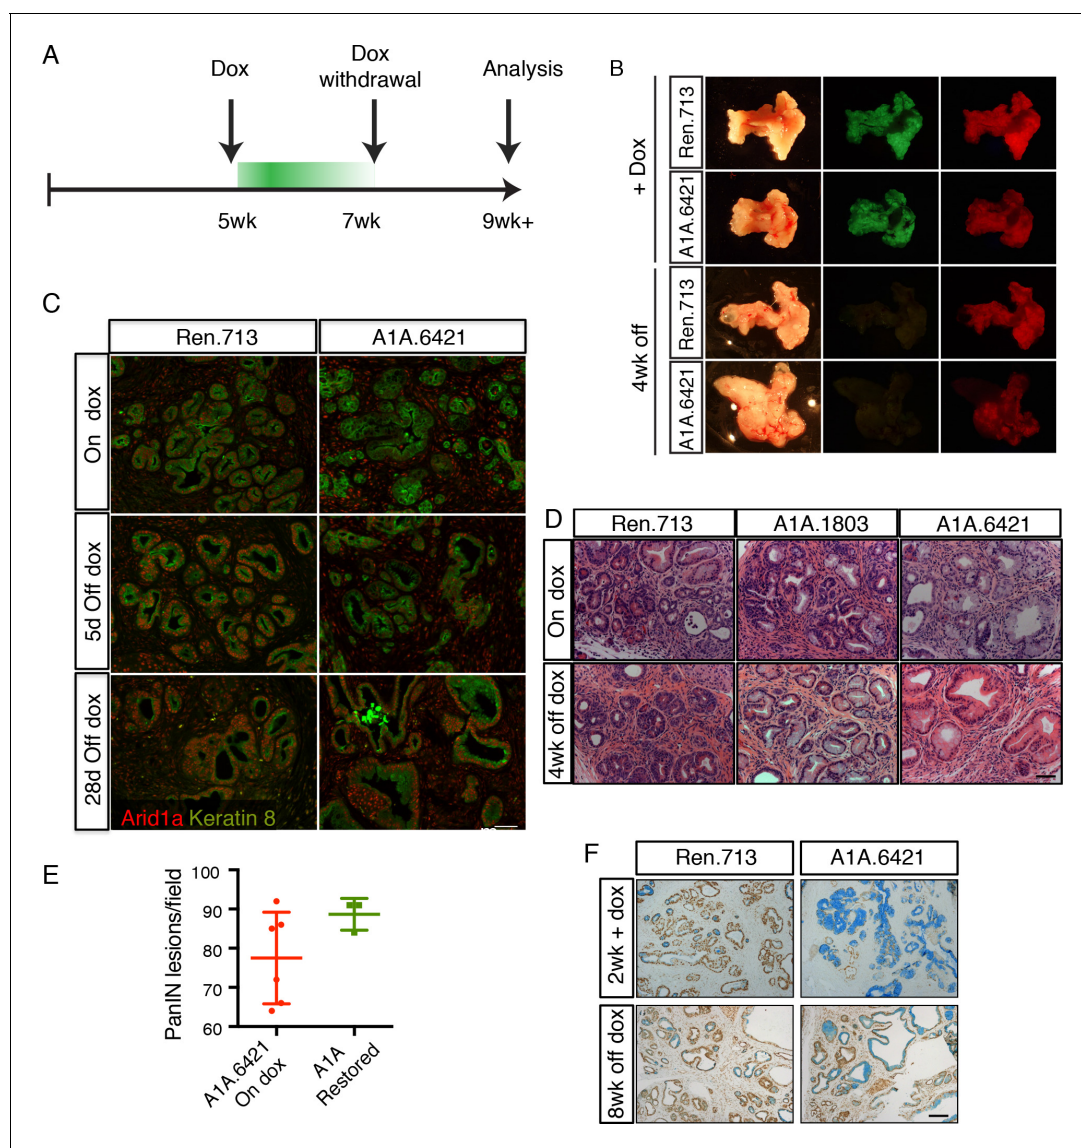 A
Dox
Dox
withdrawal
Analysis
5wk
7wk
9wk+
B
+ Dox
Ren.713
A1A.6421
4wk off
Ren.713
A1A.6421
C
Ren.713
A1A.6421
On dox
5d Off dox
28d Off dox
Arid1a Keratin 8
D
Ren.713
A1A.1803
A1A.6421
On dox
4wk off dox
E
PanIN lesions/field
100
90
80
70
60
A1A.6421
On dox
A1A
Restored
F
Ren.713
A1A.6421
2wk + dox
8wk off dox